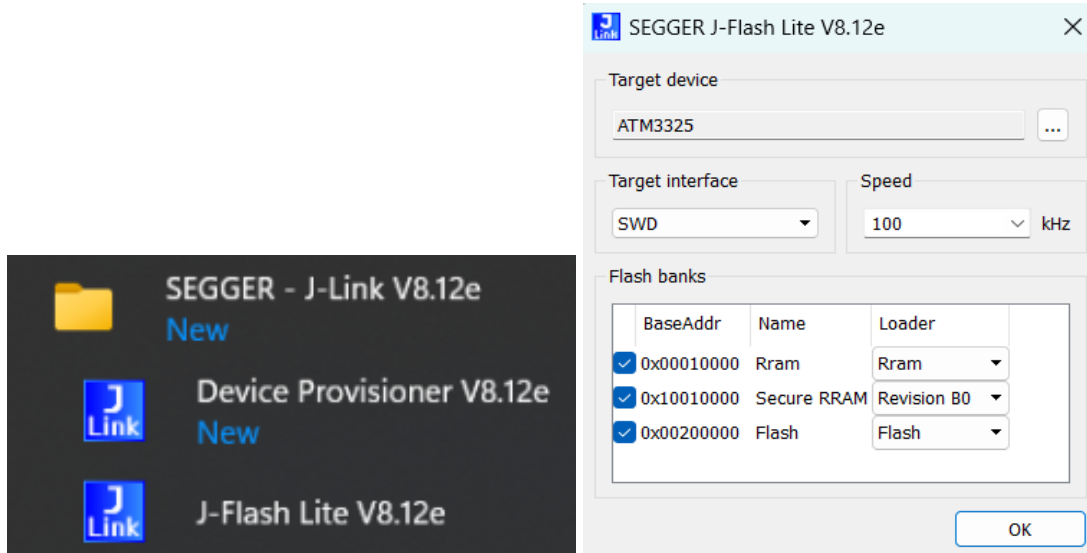 SEGGER - J-Link V8.12e
New
J
Link
Device Provisioner V8.12e
New
J
Link
J-Flash Lite V8.12e
J
Link
SEGGER J-Flash Lite V8.12e
Target device
ATM3325
...
Target interface
Speed
SWD
100
kHz
Flash banks
BaseAddr Name Loader
0x00010000 Rram Rram
0x10010000 Secure RRAM Revision B0
0x00200000 Flash Flash
OK